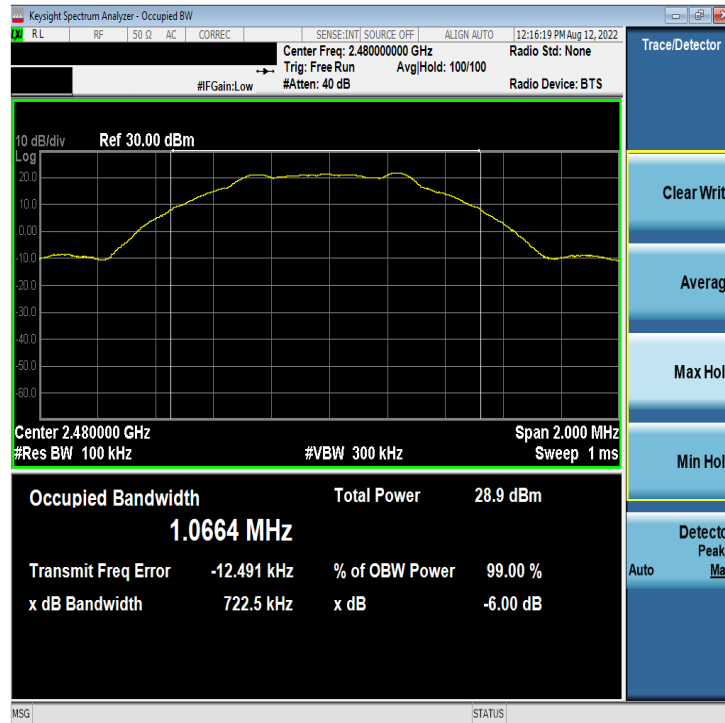 Keysight Spectrum Analyzer - Occupied BW
RL RF 50 Ω AC CORREC SENSE:INT SOURCE OFF ALIGN AUTO 12:16:19 PM Aug 12, 2022
Center Freq: 2.480000000 GHz Radio Std: None
Trig: Free Run Avg|Hold: 100/100
#IFGain:Low #Atten: 40 dB Radio Device: BTS
10 dB/div Ref 30.00 dBm
Log
20.0
10.0
0.00
-10.0
-20.0
-30.0
-40.0
-50.0
-60.0
Center 2.480000 GHz Span 2.000 MHz
#Res BW 100 kHz #VBW 300 kHz Sweep 1 ms
Occupied Bandwidth Total Power 28.9 dBm
1.0664 MHz
Transmit Freq Error -12.491 kHz % of OBW Power 99.00 %
x dB Bandwidth 722.5 kHz x dB -6.00 dB
MSG STATUS
Trace/Detector
Clear Writ
Averag
Max Hol
Min Hol
Detecto
Peak
Auto Ma